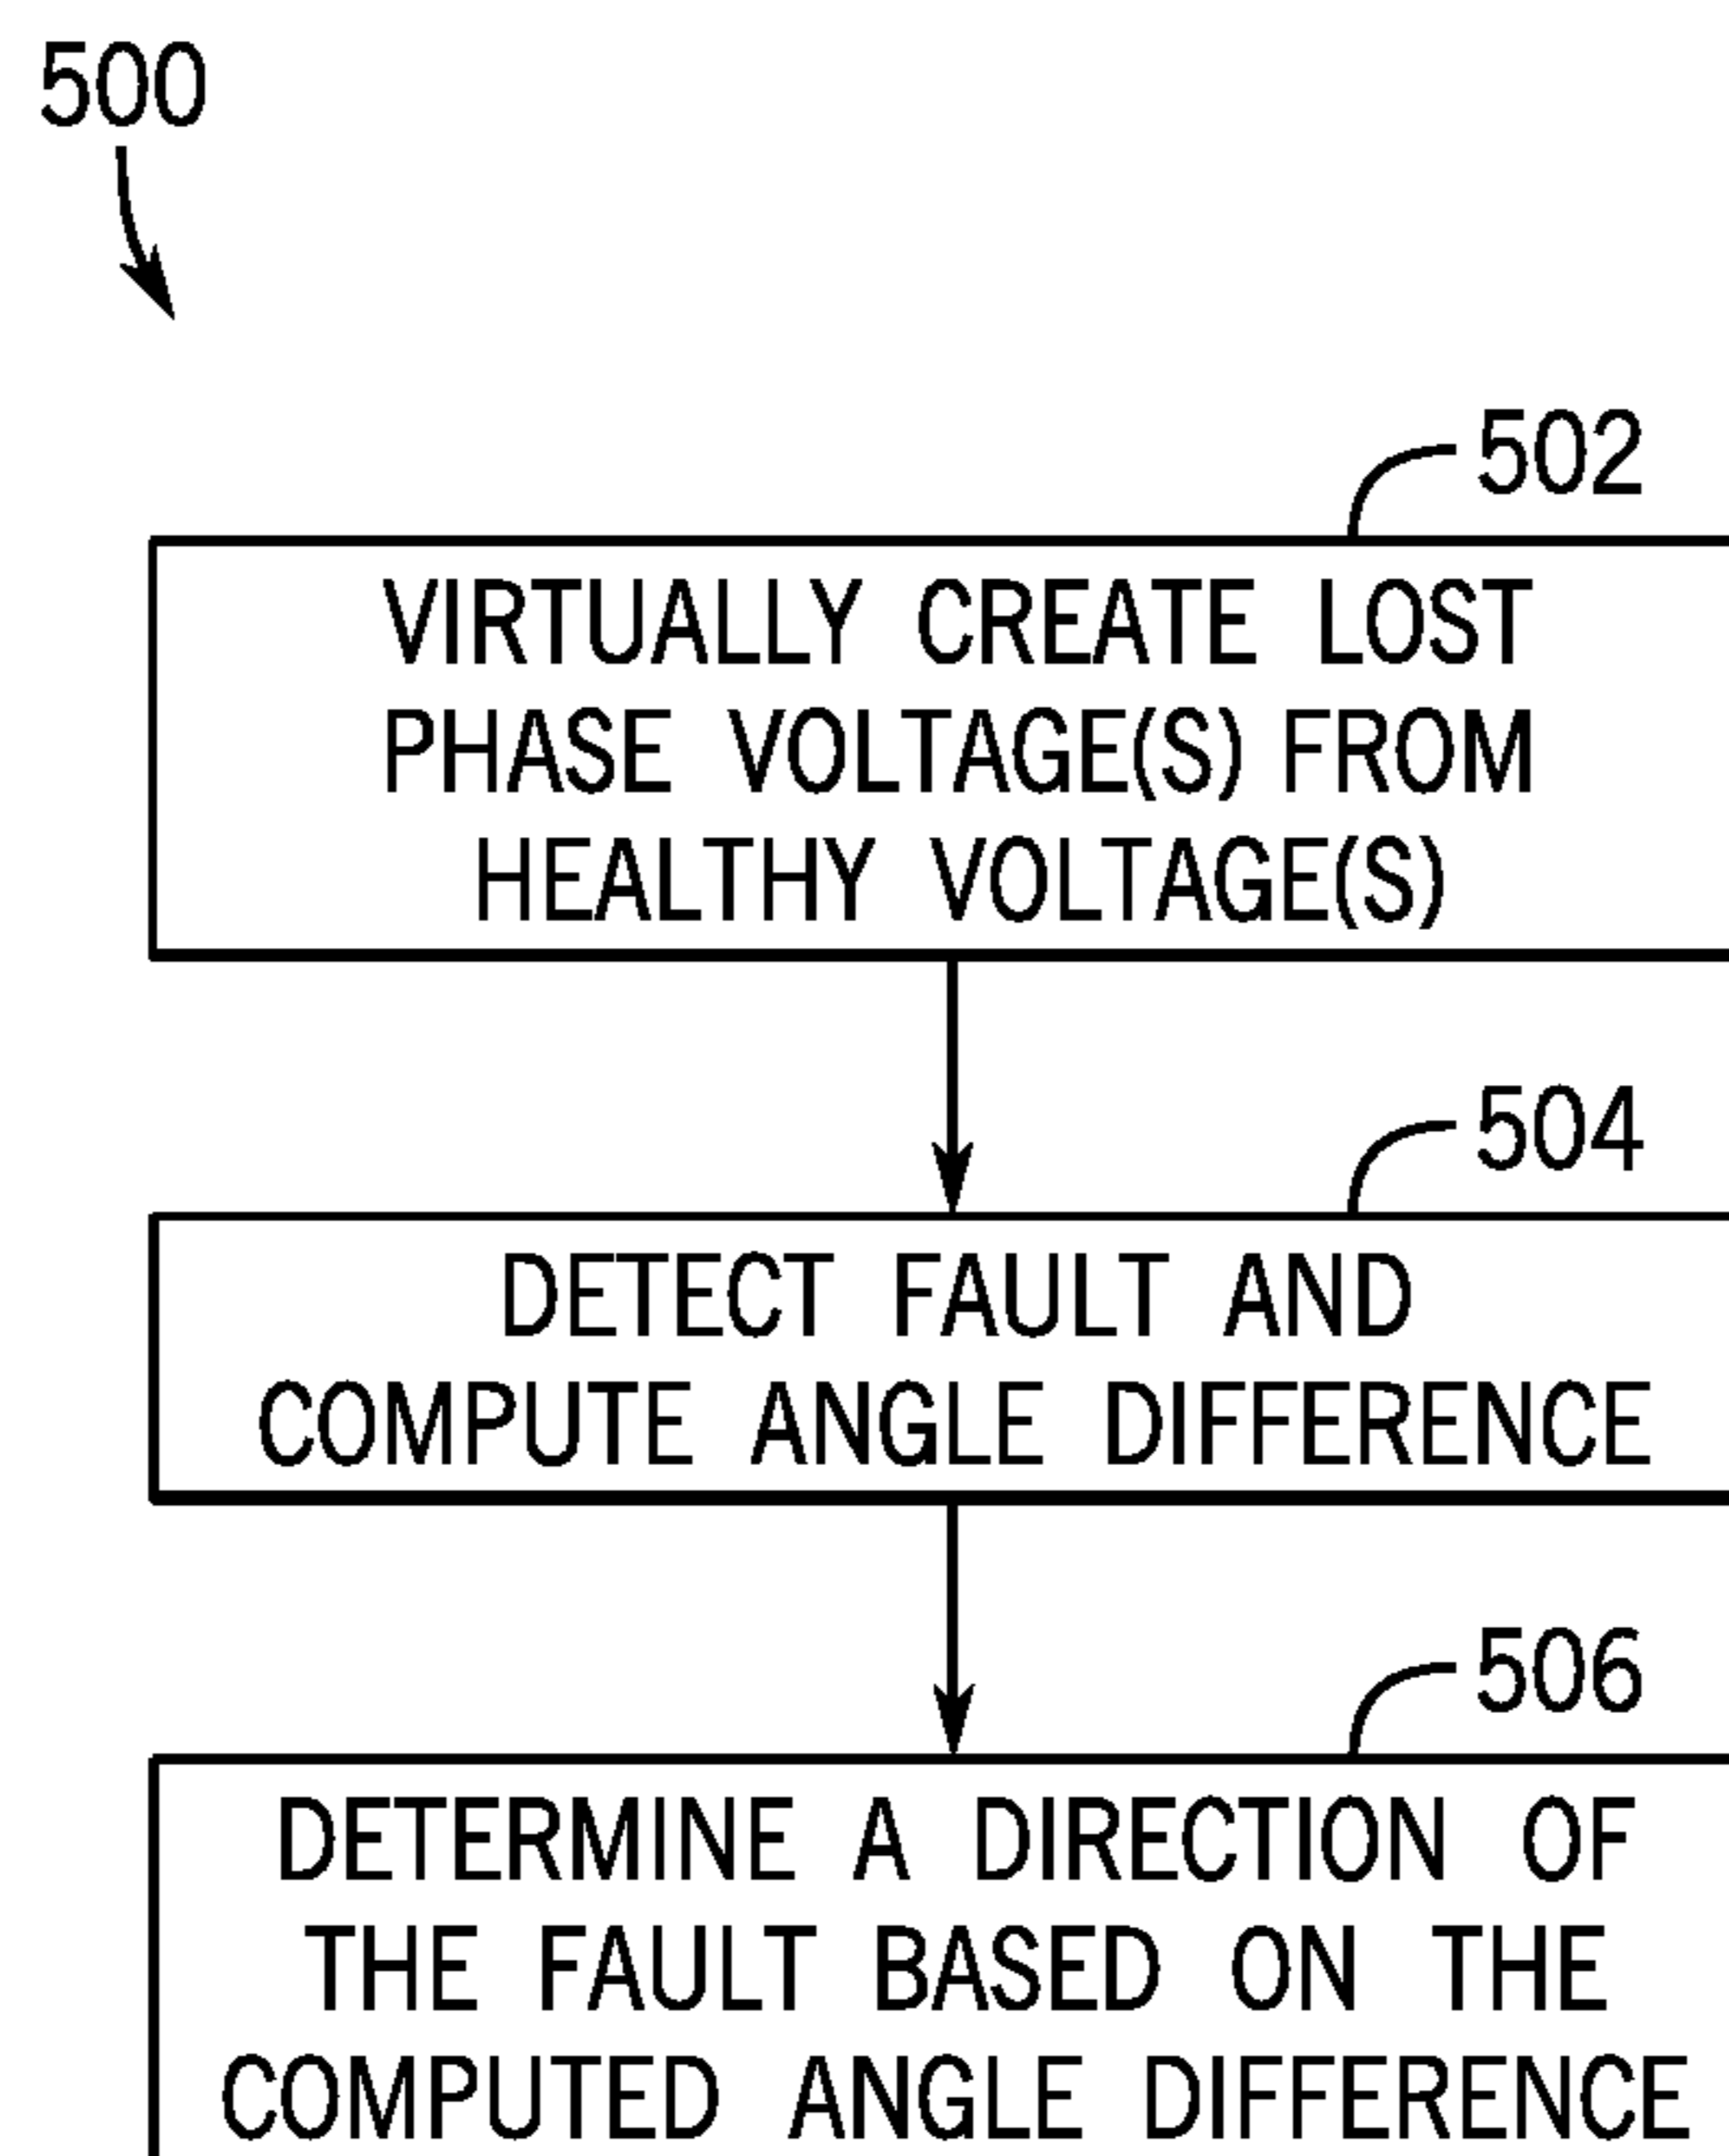 500
502
VIRTUALLY CREATE LOST
PHASE VOLTAGE(S) FROM
HEALTHY VOLTAGE(S)
504
DETECT FAULT AND
COMPUTE ANGLE DIFFERENCE
506
DETERMINE A DIRECTION OF
THE FAULT BASED ON THE
COMPUTED ANGLE DIFFERENCE